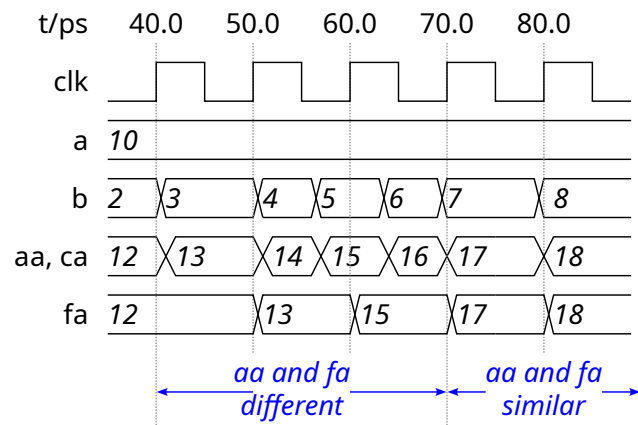 t/ps 40.0 50.0 60.0 70.0 80.0
clk
a 10
b 2 3 4 5 6 7 8
aa, ca 12 13 14 15 16 17 18
fa 12 13 15 17 18
aa and fa aa and fa
different similar